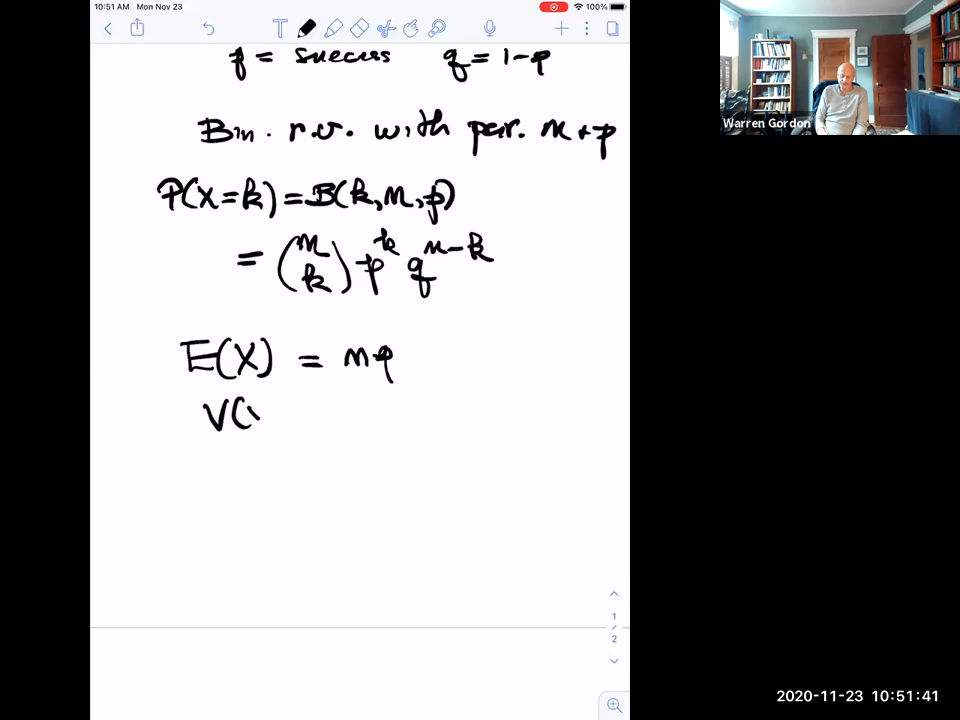 10:51 AM Mon Nov 23
100%
p = success q = 1-p
Bin. r.v. with par. n + p
P(X=k) = B(k, n, p)
= (n k) p^k q^n-k
E(X) = np
V(
1
/
2
Warren Gordon
2020-11-23 10:51:41